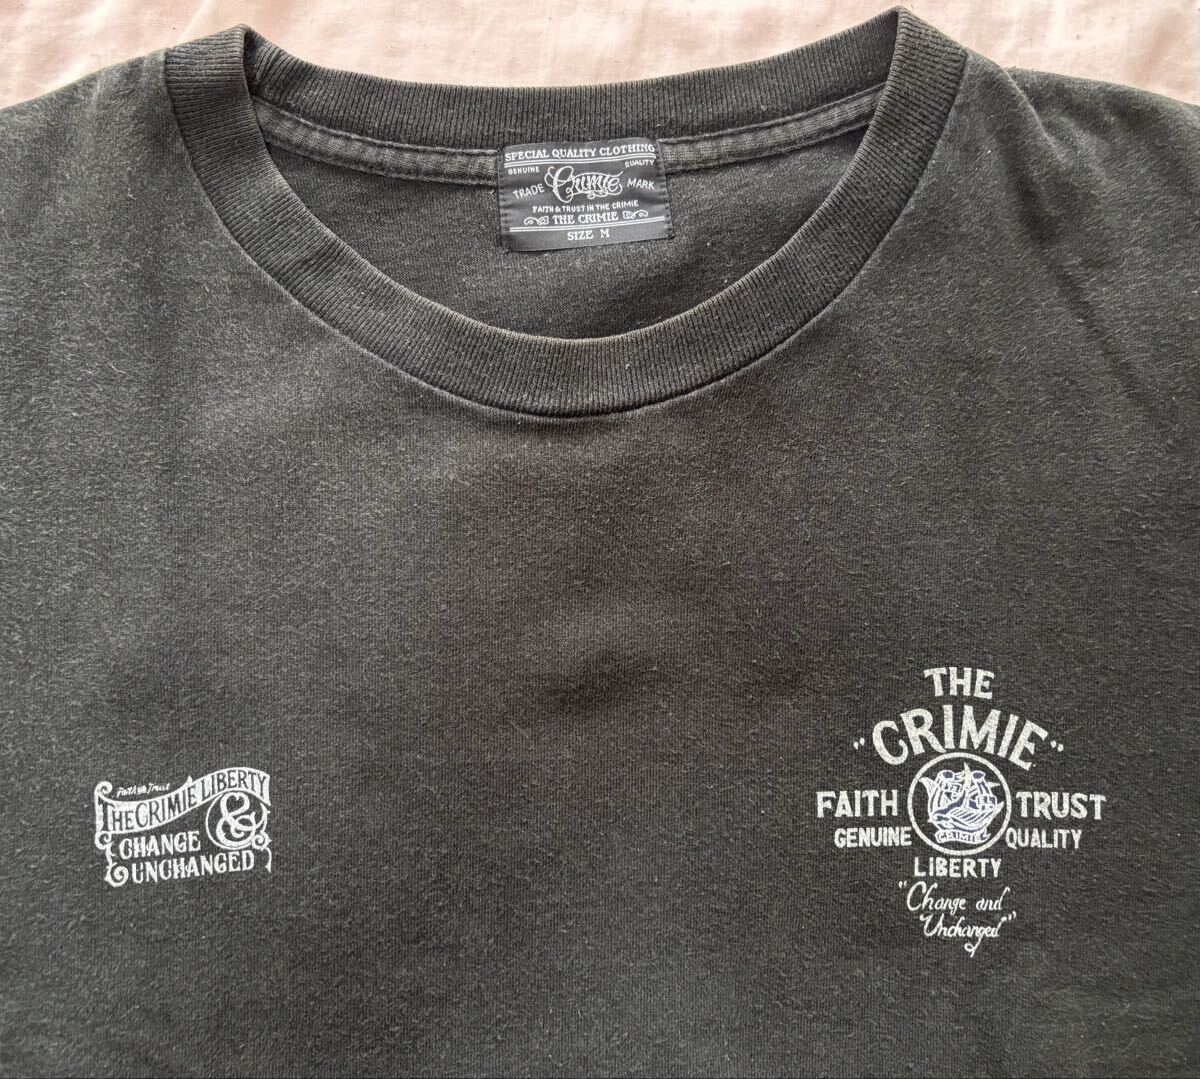 SPECIAL QUALITY CLOTHING
GENUINE QUALITY
TRADE Crimie MARK
FAITH & TRUST IN THE CRIMIE
THE CRIMIE
SIZE M
Faith & Trust
THE CRIMIE LIBERTY
&
CHANGE
UNCHANGED
THE
"CRIMIE"
FAITH TRUST
GENUINE CRIMIE QUALITY
LIBERTY
"Change and
Unchanged"